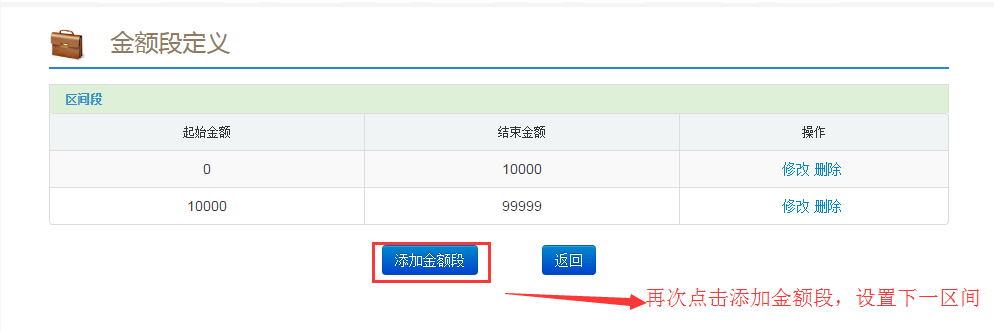 金额段定义
区间段
起始金额 结束金额 操作
0 10000 修改 删除
10000 99999 修改 删除
添加金额段 返回
再次点击添加金额段，设置下一区间